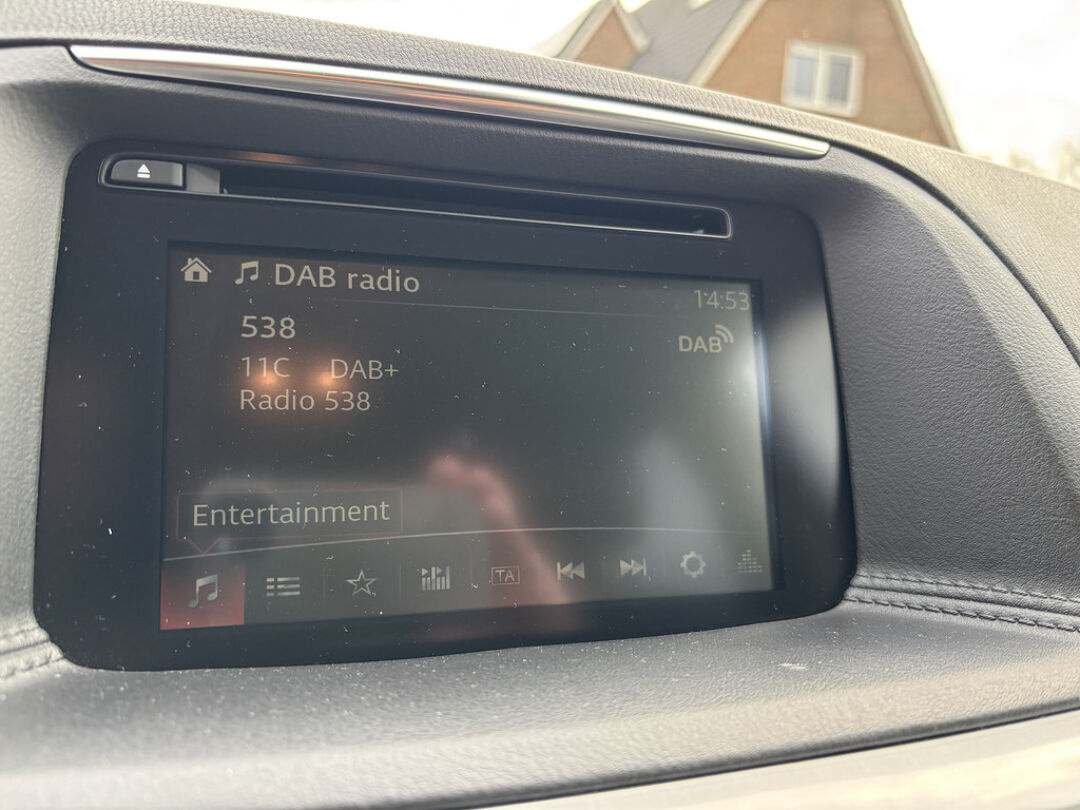 DAB radio
14:53
538
DAB
11C DAB+
Radio 538
Entertainment
TA